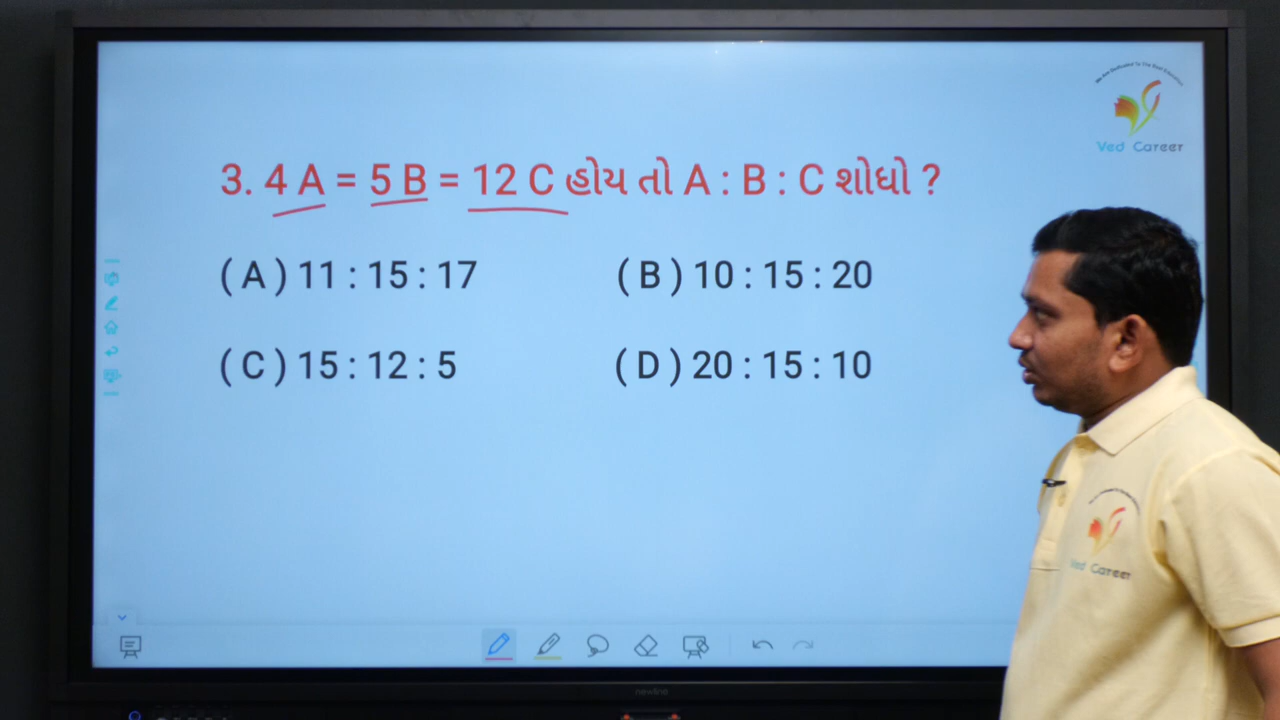 Ved Career
3. 4 A = 5 B = 12 C હોય તો A : B : C શોધો ?
( A ) 11 : 15 : 17 ( B ) 10 : 15 : 20
( C ) 15 : 12 : 5 ( D ) 20 : 15 : 10
Ved Career
newline